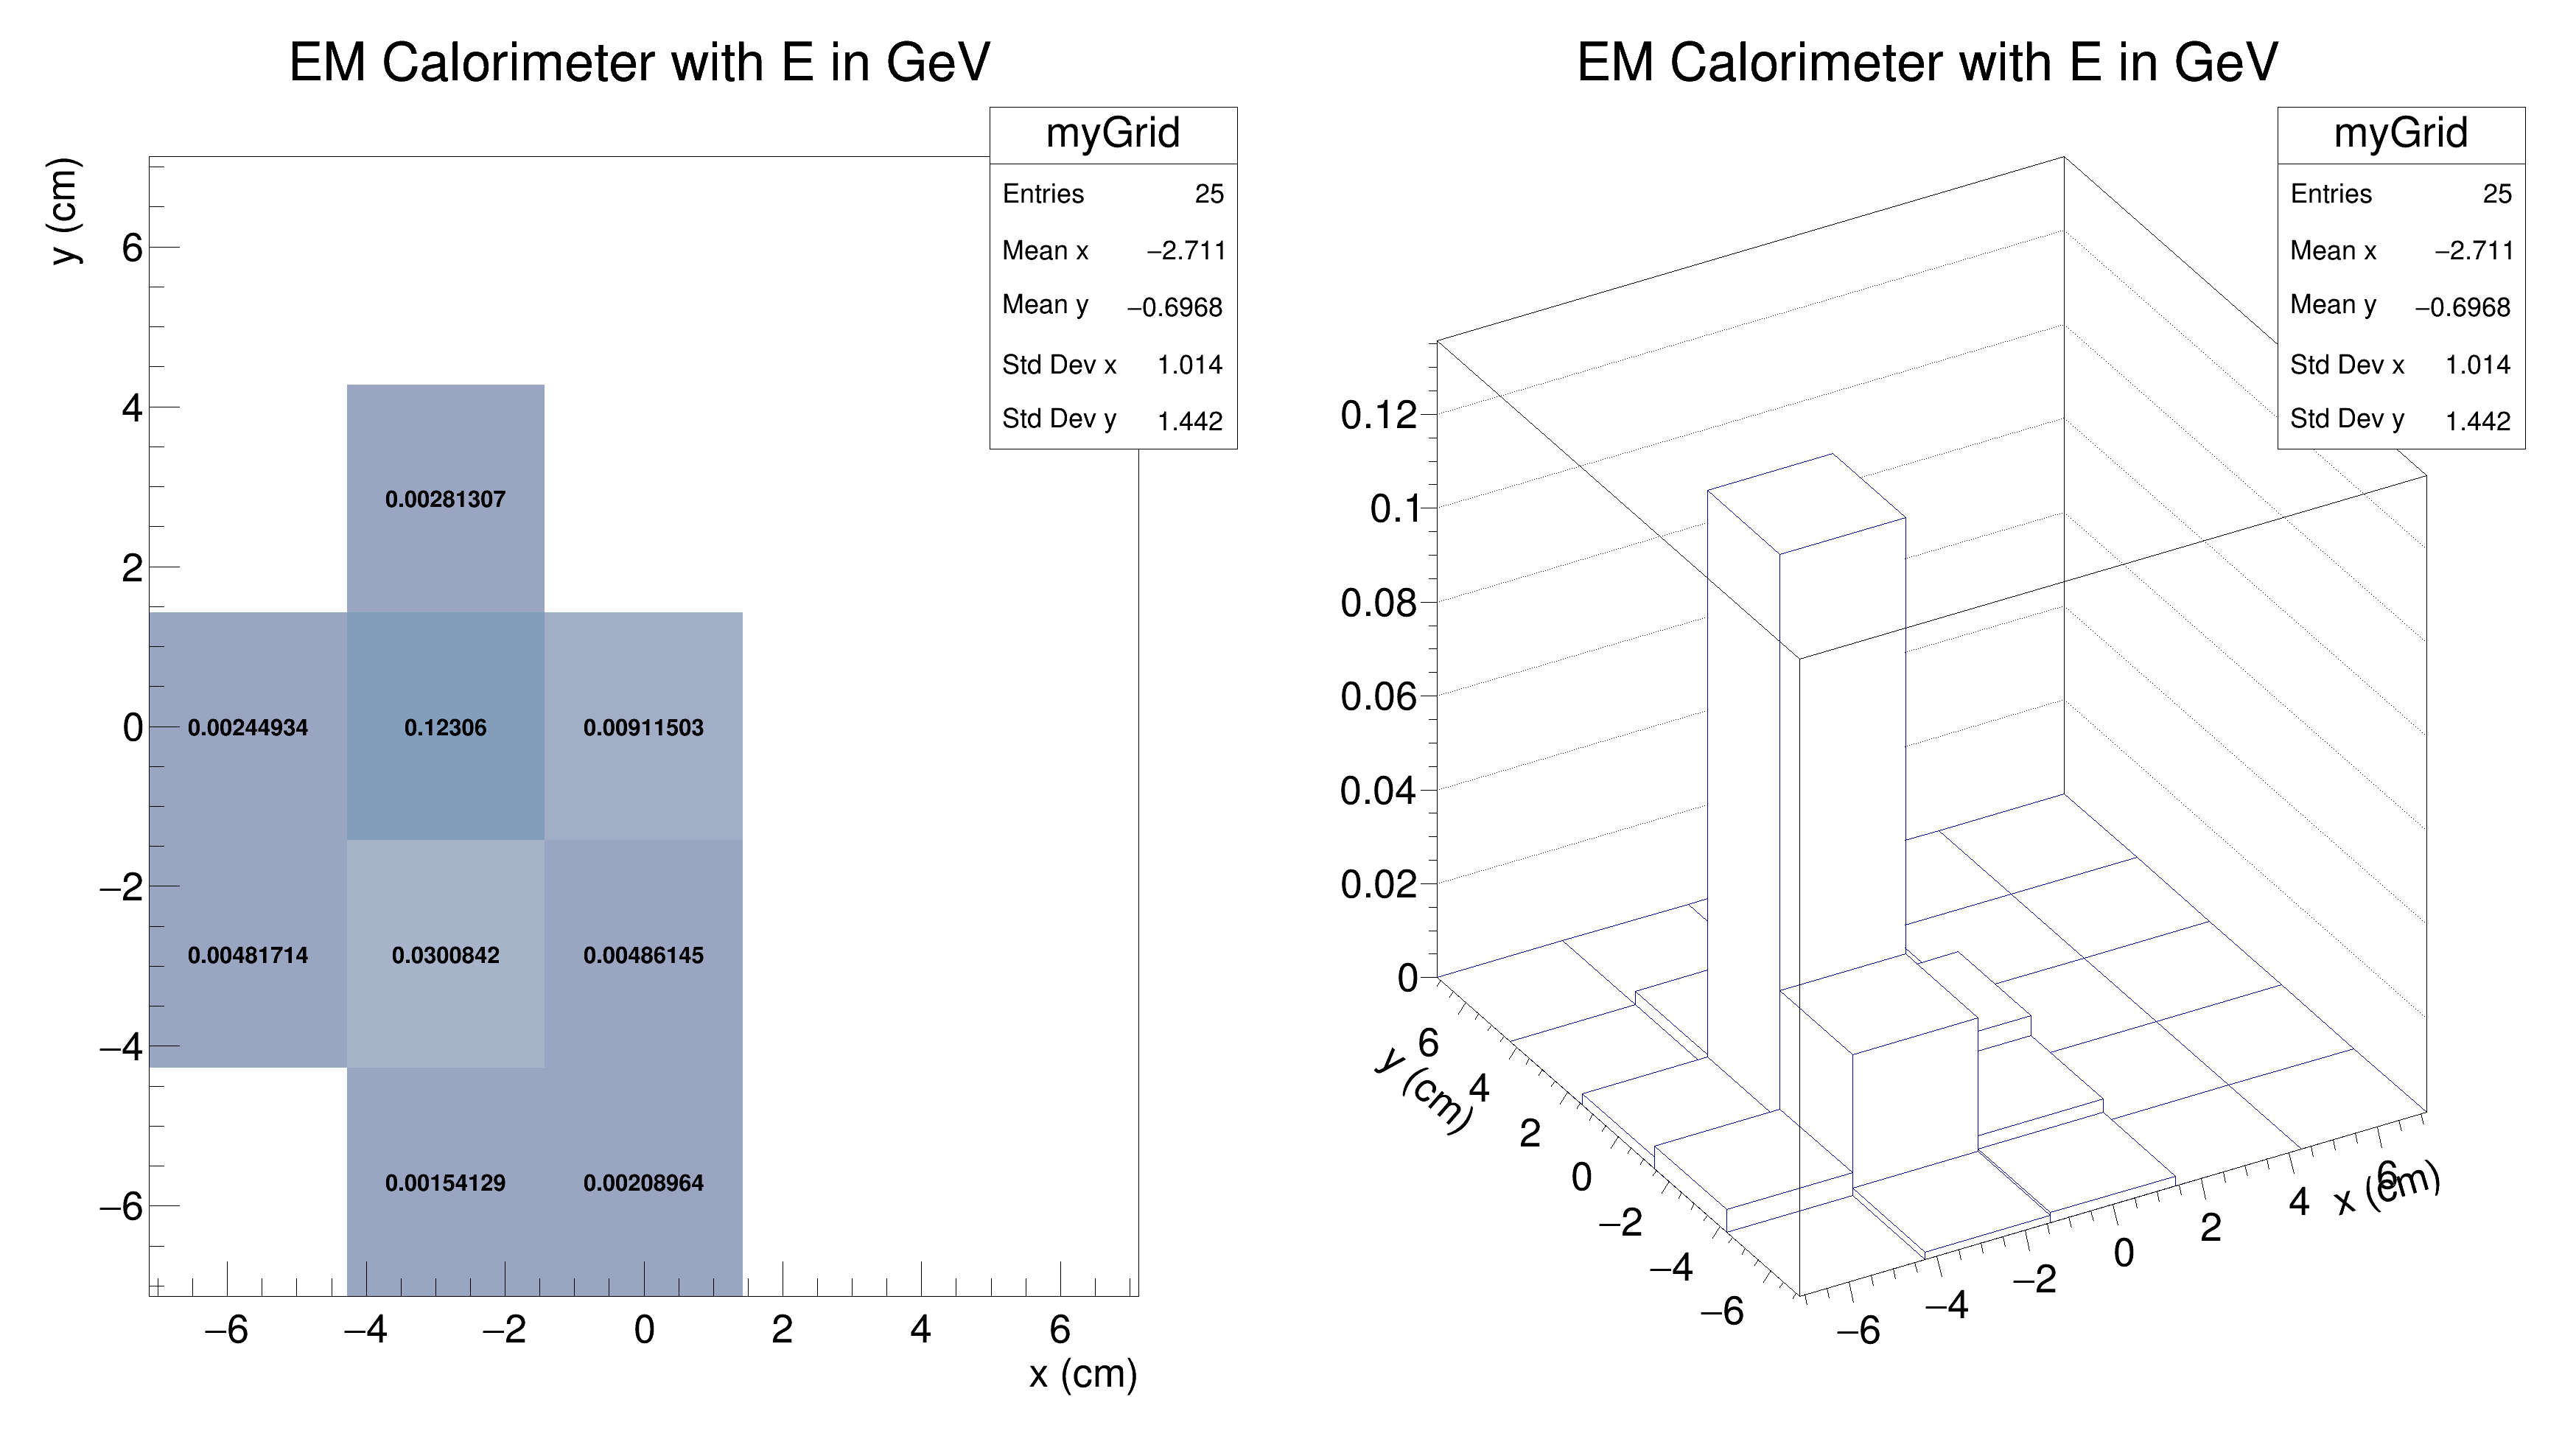 EM Calorimeter with E in GeV
myGrid
Entries 25
Mean x −2.711
Mean y −0.6968
Std Dev x 1.014
Std Dev y 1.442
y (cm)
6
4
2
0
−2
−4
−6
0.00281307
0.00244934 0.12306 0.00911503
0.00481714 0.0300842 0.00486145
0.00154129 0.00208964
−6 −4 −2 0 2 4 6
x (cm)
EM Calorimeter with E in GeV
myGrid
Entries 25
Mean x −2.711
Mean y −0.6968
Std Dev x 1.014
Std Dev y 1.442
0.12
0.1
0.08
0.06
0.04
0.02
0
6
4
2
0
−2
−4
−6
y (cm)
−6
−4
−2
0
2
4
6
x (cm)